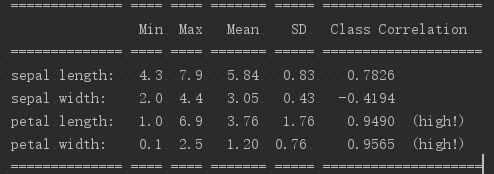 ============== ==== ==== ======= ===== ====================
                Min  Max   Mean    SD   Class Correlation
============== ==== ==== ======= ===== ====================
sepal length:   4.3  7.9   5.84   0.83    0.7826
sepal width:    2.0  4.4   3.05   0.43   -0.4194
petal length:   1.0  6.9   3.76   1.76    0.9490  (high!)
petal width:    0.1  2.5   1.20  0.76     0.9565  (high!)
============== ==== ==== ======= ===== ====================